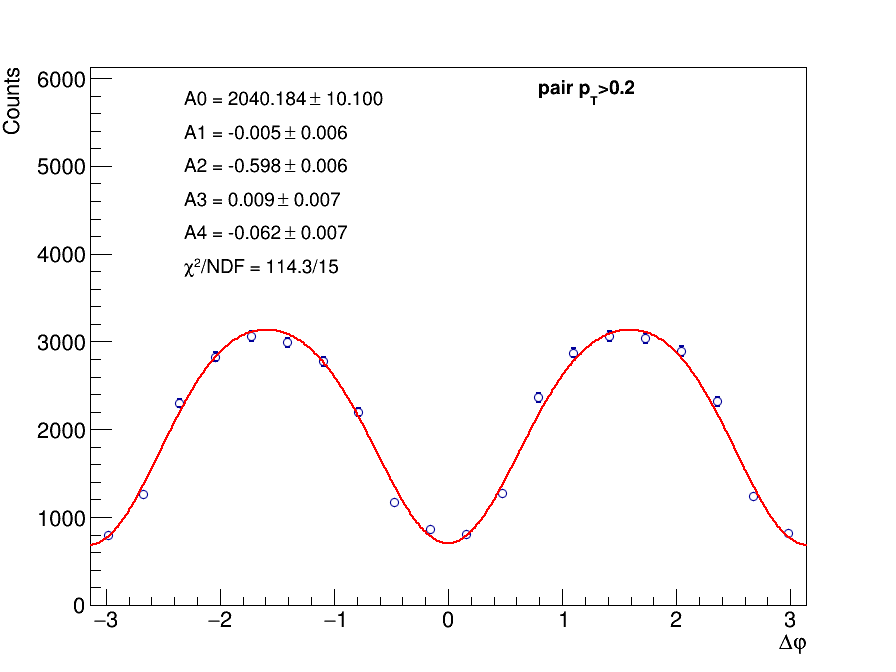 Counts
6000
5000
4000
3000
2000
1000
0
A0 = 2040.184 ± 10.100
A1 = -0.005 ± 0.006
A2 = -0.598 ± 0.006
A3 = 0.009 ± 0.007
A4 = -0.062 ± 0.007
χ²/NDF = 114.3/15
pair pT>0.2
−3 −2 −1 0 1 2 3
Δφ